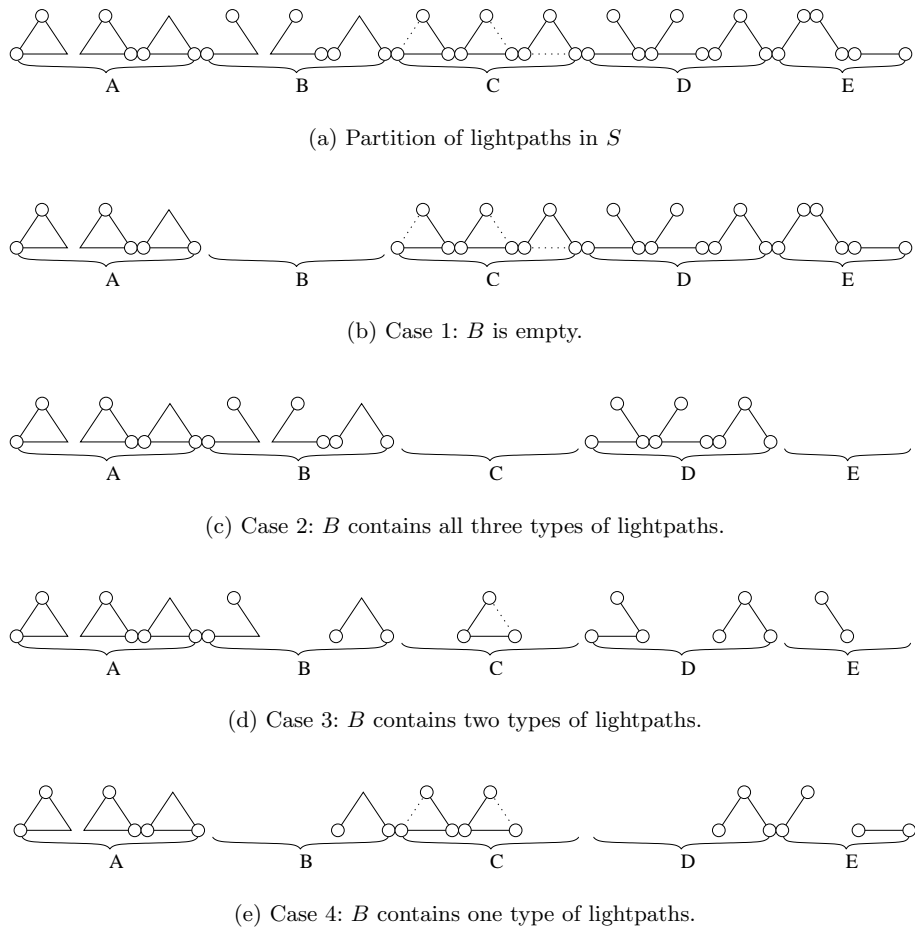 A B C D E
(a) Partition of lightpaths in S
A B C D E
(b) Case 1: B is empty.
A B C D E
(c) Case 2: B contains all three types of lightpaths.
A B C D E
(d) Case 3: B contains two types of lightpaths.
A B C D E
(e) Case 4: B contains one type of lightpaths.